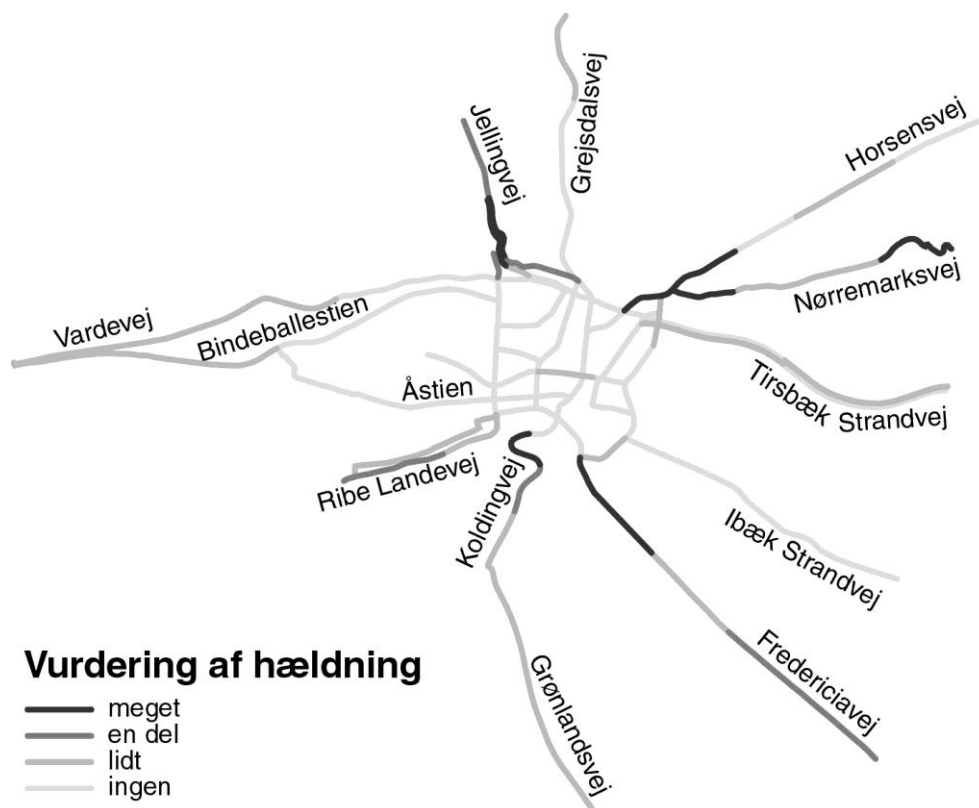 Grejsdalsvej
Jellingvej
Horsensvej
Nørremarksvej
Vardevej
Bindeballestien
Åstien
Tirsbæk Strandvej
Ribe Landevej
Koldingvej
Ibæk Strandvej
Fredericiavej
Grønlandsvej
Vurdering af hældning
meget
en del
lidt
ingen